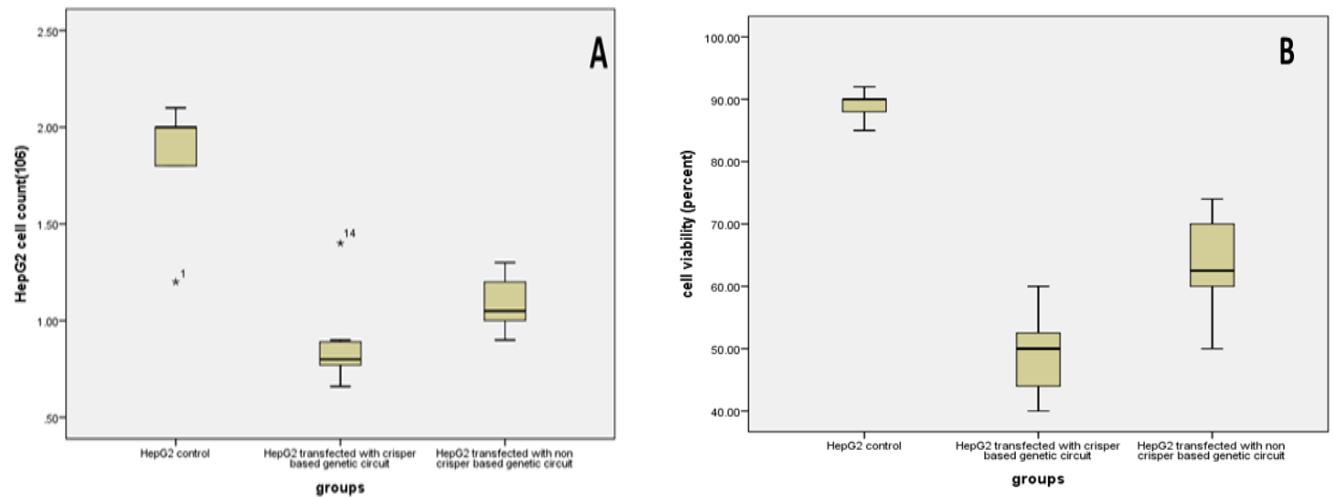 A
HepG2 cell count(106)
2.50
2.00
1.50
1.00
.50
1
14
HepG2 control
HepG2 transfected with crisper
based genetic circuit
HepG2 transfected with non
crisper based genetic circuit
groups
B
cell viability (percent)
100.00
90.00
80.00
70.00
60.00
50.00
40.00
HepG2 control
HepG2 transfected with crisper
based genetic circuit
HepG2 transfected with non
crisper based genetic circuit
groups